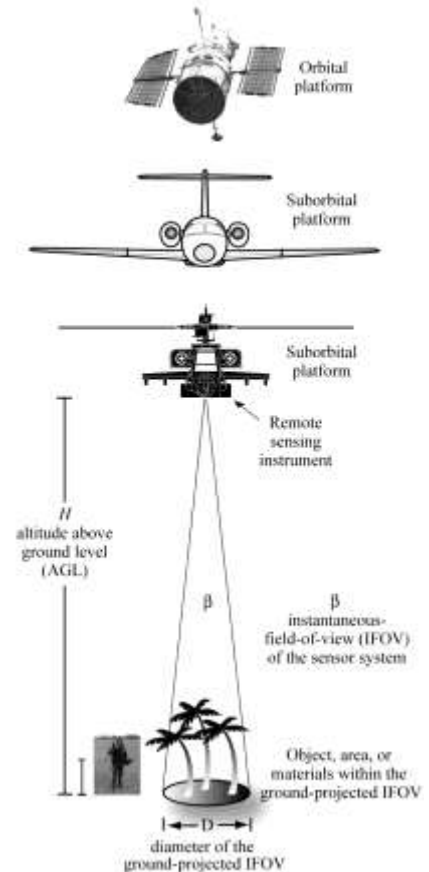 Orbital
platform
Suborbital
platform
Suborbital
platform
Remote
sensing
instrument
H
altitude above
ground level
(AGL)
β
β
instantaneous-
field-of-view (IFOV)
of the sensor system
Object, area, or
materials within the
ground-projected IFOV
D
diameter of the
ground-projected IFOV